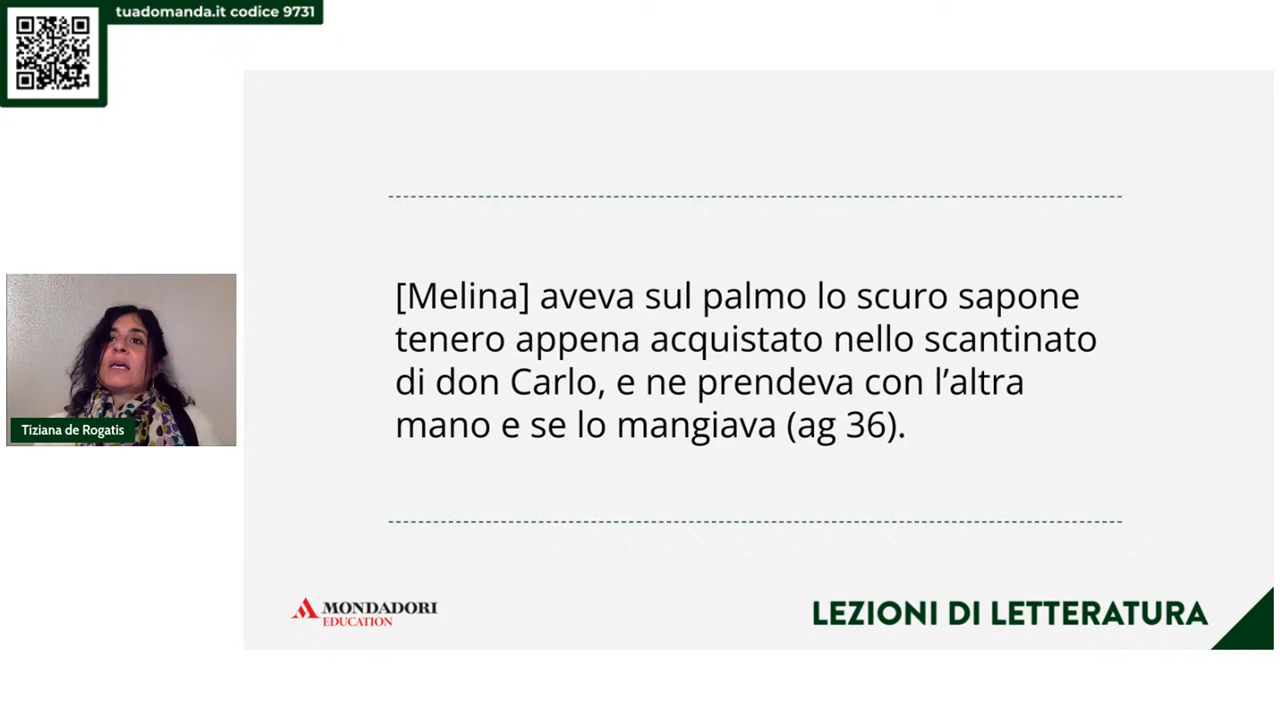 tuadomanda.it codice 9731
[Melina] aveva sul palmo lo scuro sapone
tenero appena acquistato nello scantinato
di don Carlo, e ne prendeva con l’altra
mano e se lo mangiava (ag 36).
Tiziana de Rogatis
MONDADORI
EDUCATION
LEZIONI DI LETTERATURA